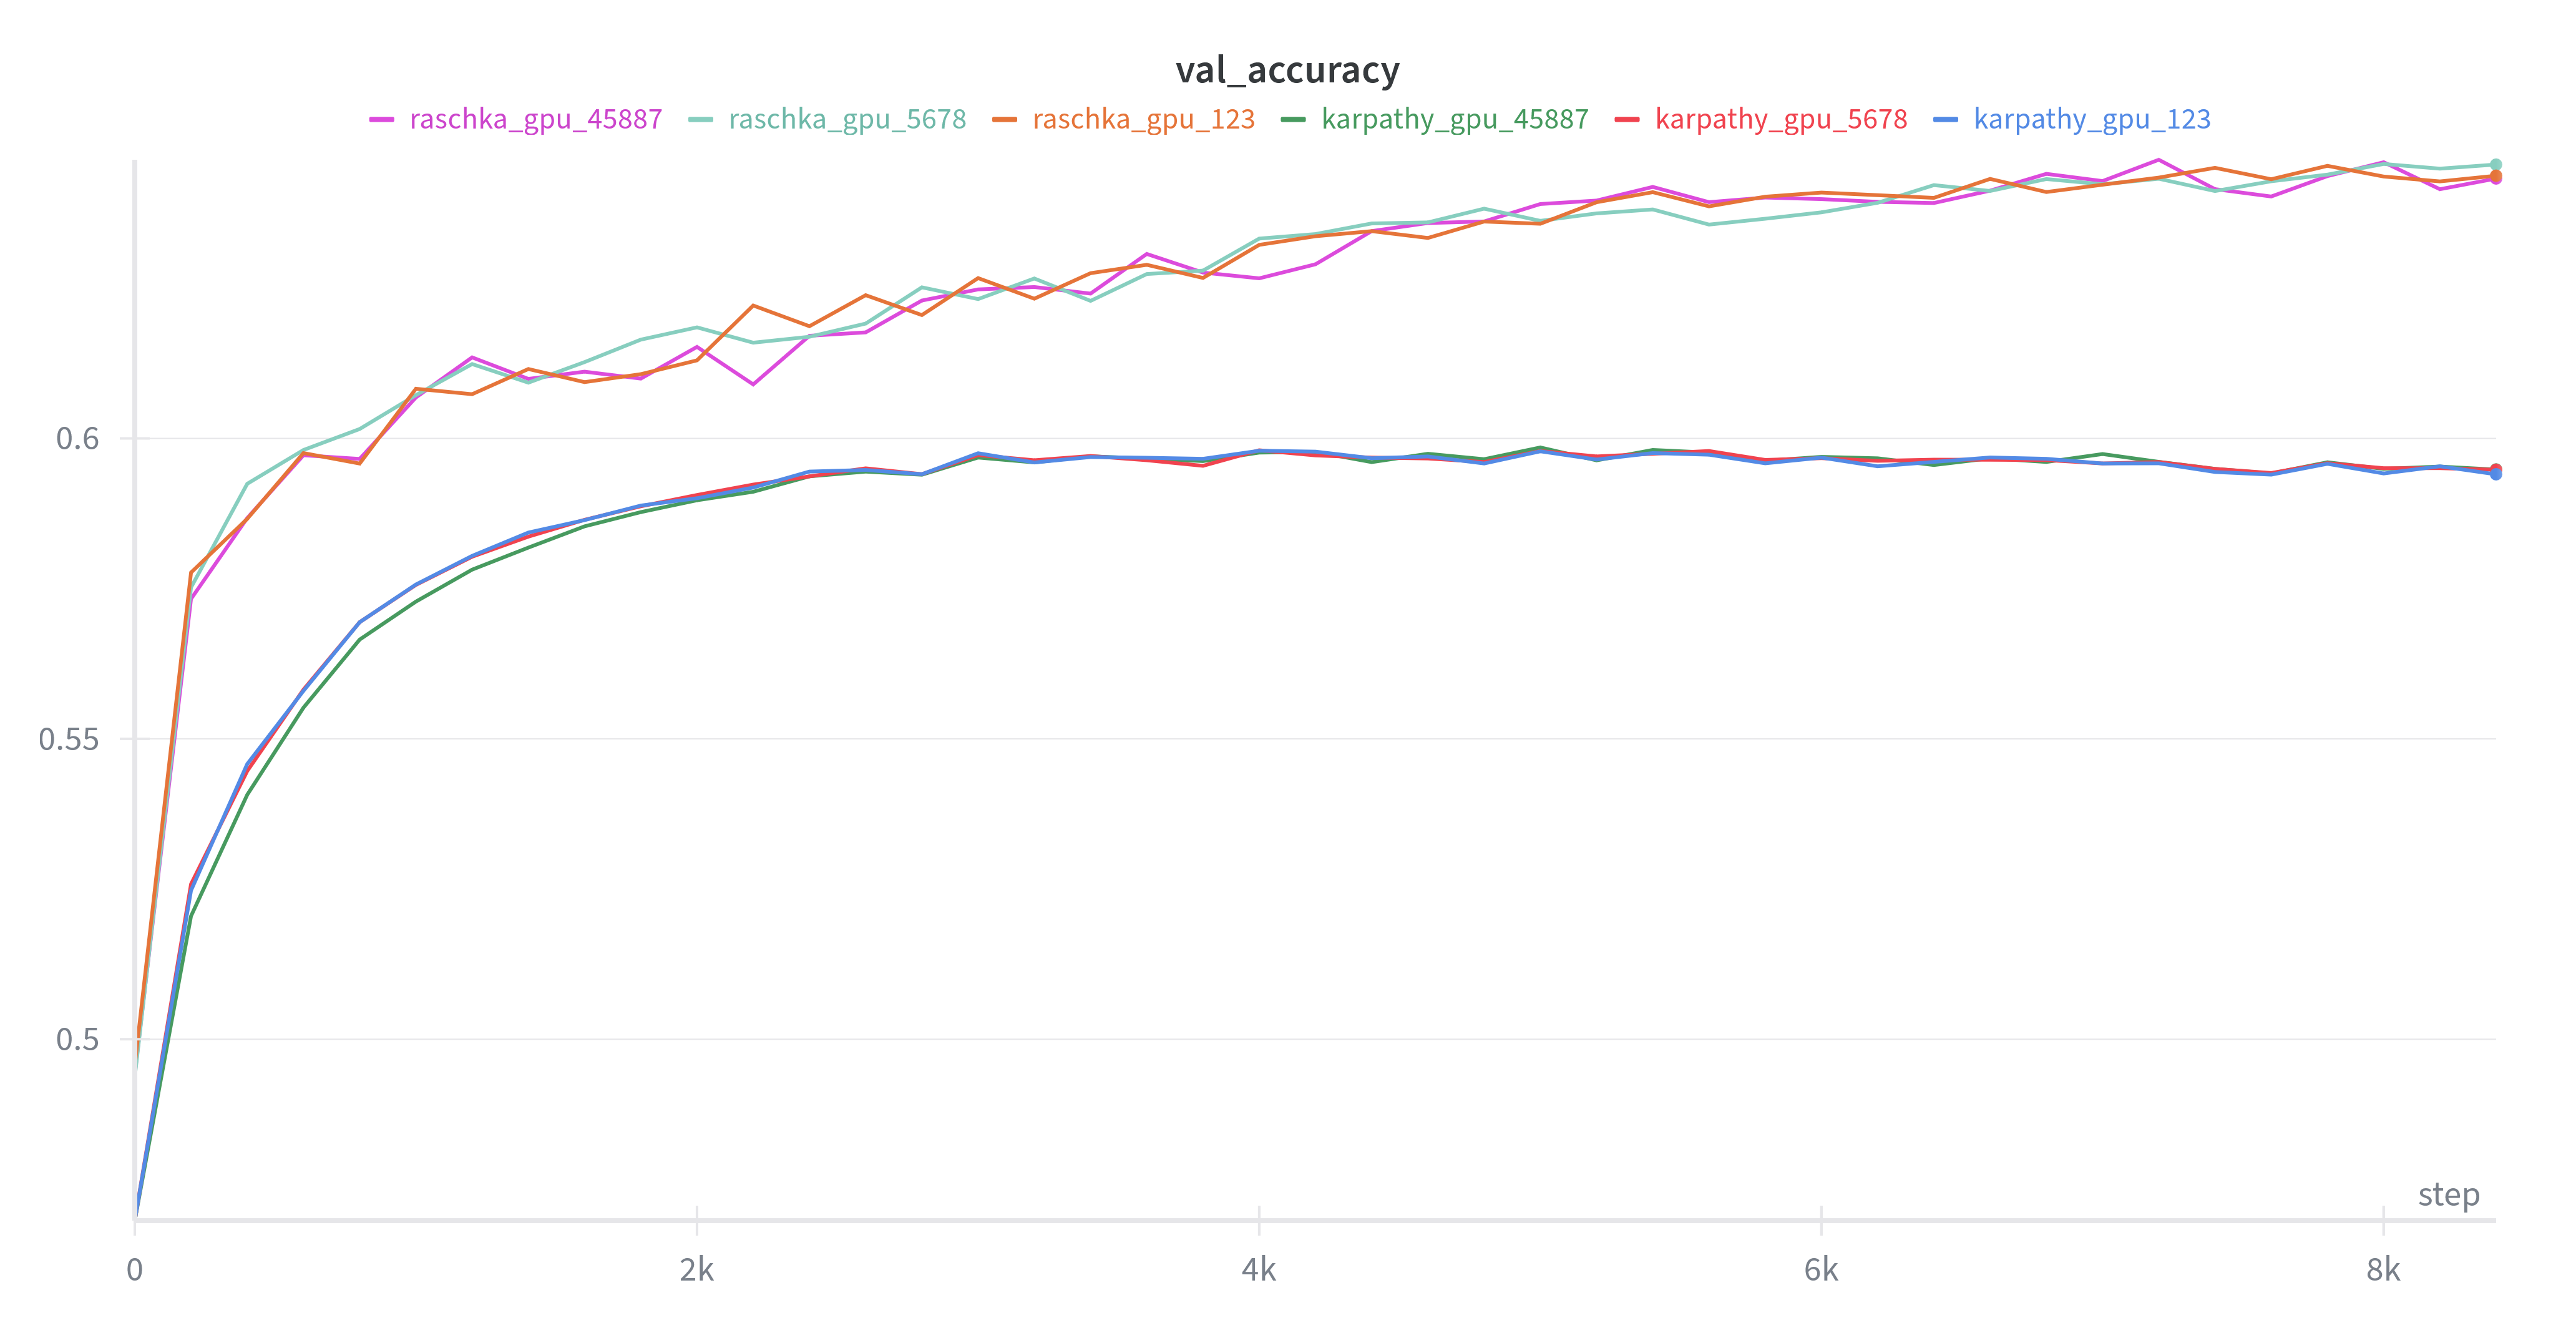 val_accuracy
raschka_gpu_45887 raschka_gpu_5678 raschka_gpu_123 karpathy_gpu_45887 karpathy_gpu_5678 karpathy_gpu_123
0.6
0.55
0.5
step
0 2k 4k 6k 8k